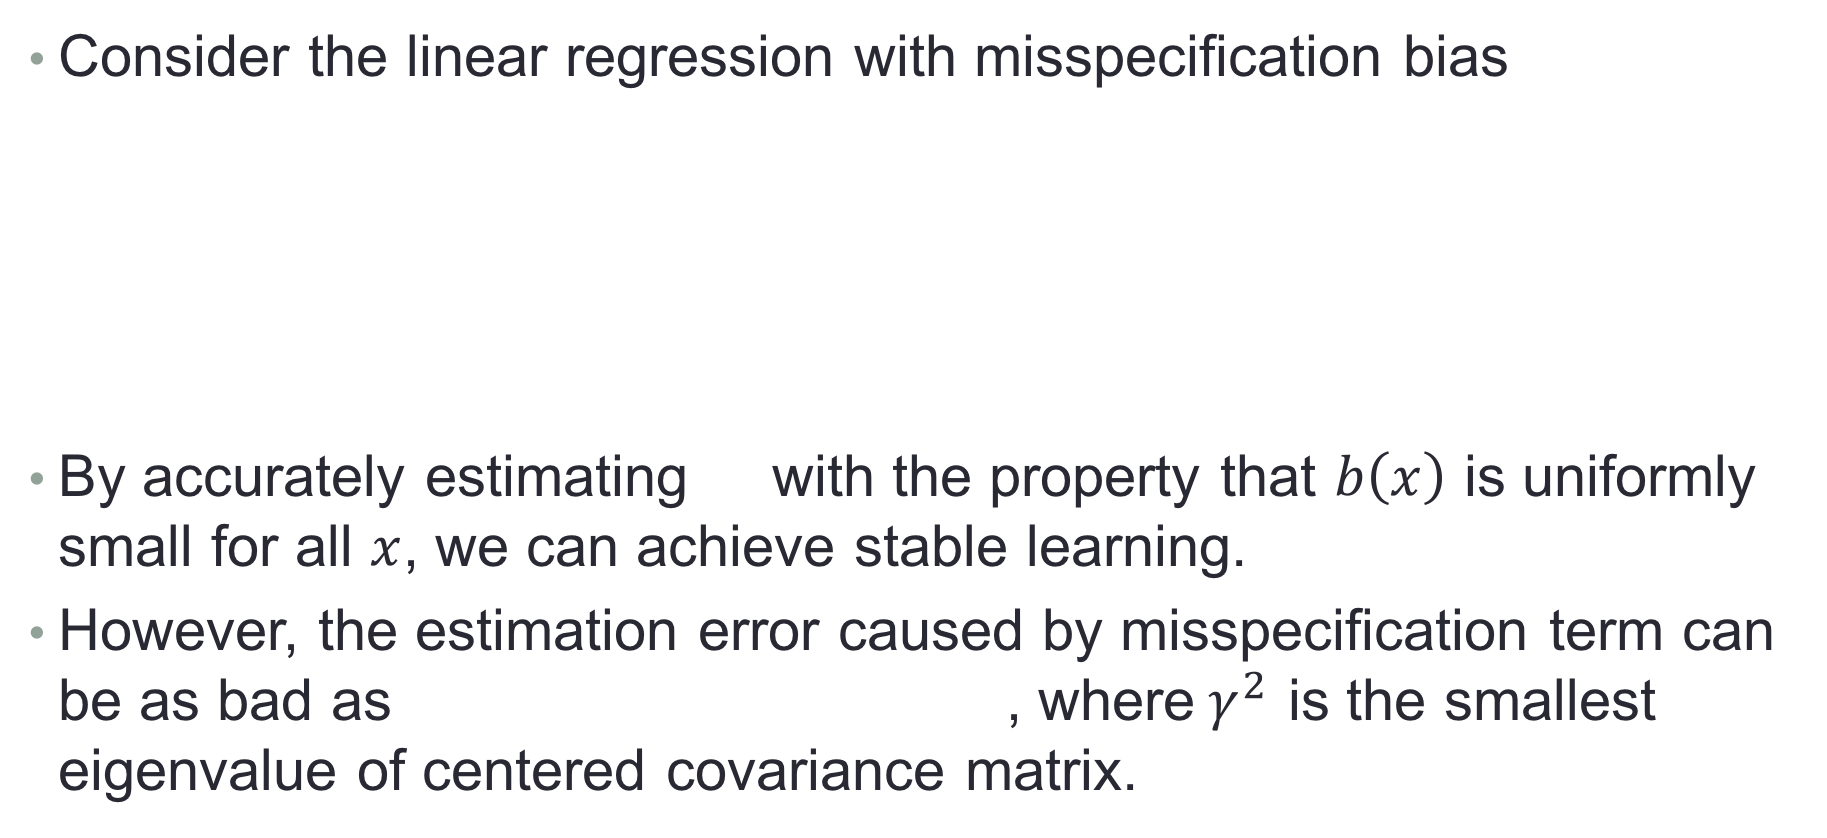 • Consider the linear regression with misspecification bias
• By accurately estimating with the property that b(x) is uniformly
small for all x, we can achieve stable learning.
• However, the estimation error caused by misspecification term can
be as bad as , where γ² is the smallest
eigenvalue of centered covariance matrix.